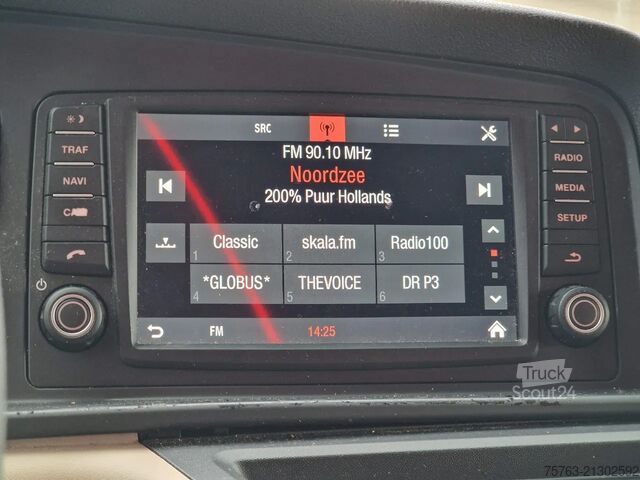 SRC
FM 90.10 MHz
Noordzee
200% Puur Hollands
TRAF
NAVI
RADIO
MEDIA
SETUP
1 Classic
2 skala.fm
3 Radio100
4 *GLOBUS*
5 THEVOICE
6 DR P3
FM
14:25
Truck
Scout24
75763-21302592